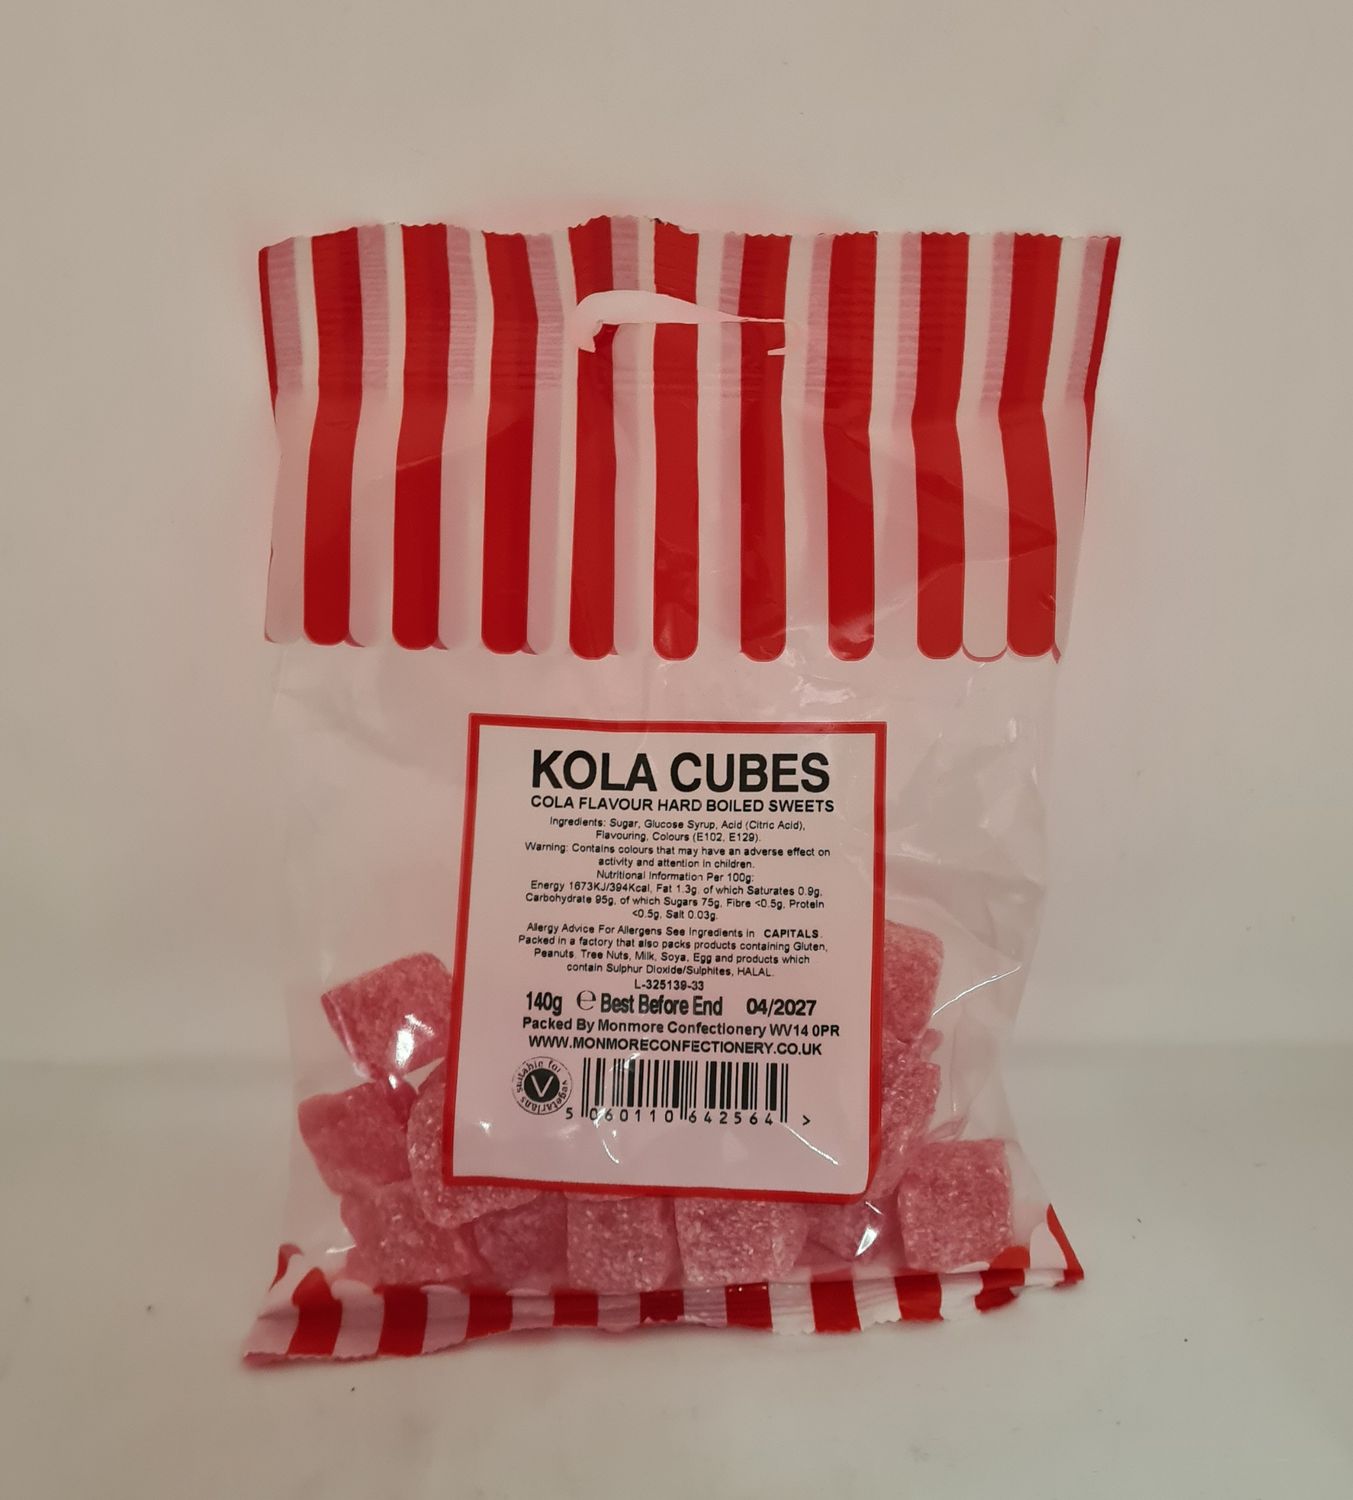 KOLA CUBES
COLA FLAVOUR HARD BOILED SWEETS
Ingredients: Sugar, Glucose Syrup, Acid (Citric Acid),
Flavouring, Colours (E102, E129).
Warning: Contains colours that may have an adverse effect on
activity and attention in children.
Nutritional Information Per 100g:
Energy 1673KJ/394Kcal, Fat 1.3g, of which Saturates 0.9g,
Carbohydrate 95g, of which Sugars 75g, Fibre <0.5g, Protein
<0.5g, Salt 0.03g.
Allergy Advice For Allergens See Ingredients in CAPITALS.
Packed in a factory that also packs products containing Gluten,
Peanuts, Tree Nuts, Milk, Soya, Egg and products which
contain Sulphur Dioxide/Sulphites, HALAL.
L-325139-33
140g ℮ Best Before End 04/2027
Packed By Monmore Confectionery WV14 0PR
WWW.MONMORECONFECTIONERY.CO.UK
suitable for vegetarians V
5 060110 642564 >